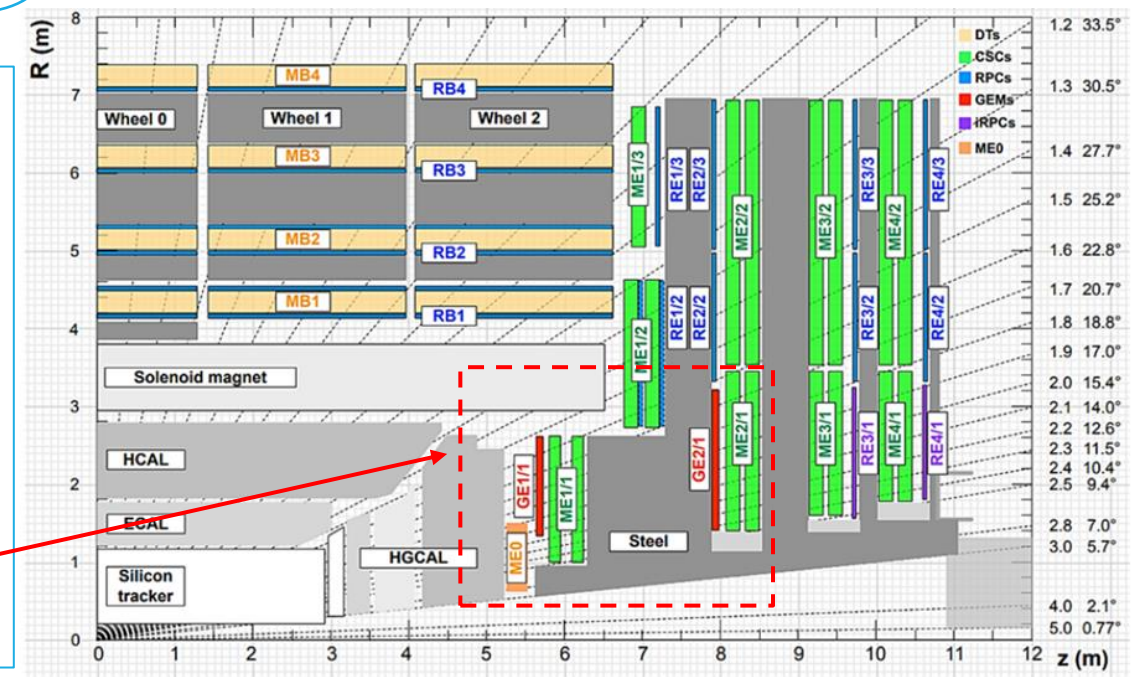 R (m)
8
7
6
5
4
3
2
1
0
0 1 2 3 4 5 6 7 8 9 10 11 12 z (m)
1.2 33.5°
1.3 30.5°
1.4 27.7°
1.5 25.2°
1.6 22.8°
1.7 20.7°
1.8 18.8°
1.9 17.0°
2.0 15.4°
2.1 14.0°
2.2 12.6°
2.3 11.5°
2.4 10.4°
2.5 9.4°
2.8 7.0°
3.0 5.7°
4.0 2.1°
5.0 0.77°
DTs
CSCs
RPCs
GEMs
iRPCs
ME0
MB4
RB4
Wheel 0
Wheel 1
Wheel 2
MB3
RB3
MB2
RB2
MB1
RB1
Solenoid magnet
HCAL
ECAL
Silicon
tracker
HGCAL
Steel
ME1/3
RE1/3
RE2/3
ME2/2
ME3/2
RE3/3
ME4/2
RE4/3
ME1/2
RE1/2
RE2/2
RE3/2
RE4/2
GE1/1
ME1/1
ME0
GE2/1
ME2/1
ME3/1
RE3/1
ME4/1
RE4/1